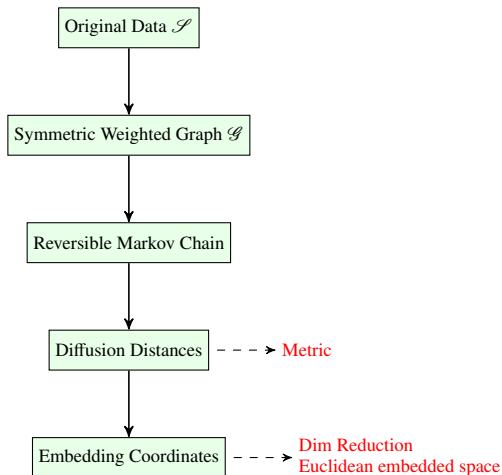 Original Data 𝒮
Symmetric Weighted Graph 𝒢
Reversible Markov Chain
Diffusion Distances
Metric
Embedding Coordinates
Dim Reduction
Euclidean embedded space